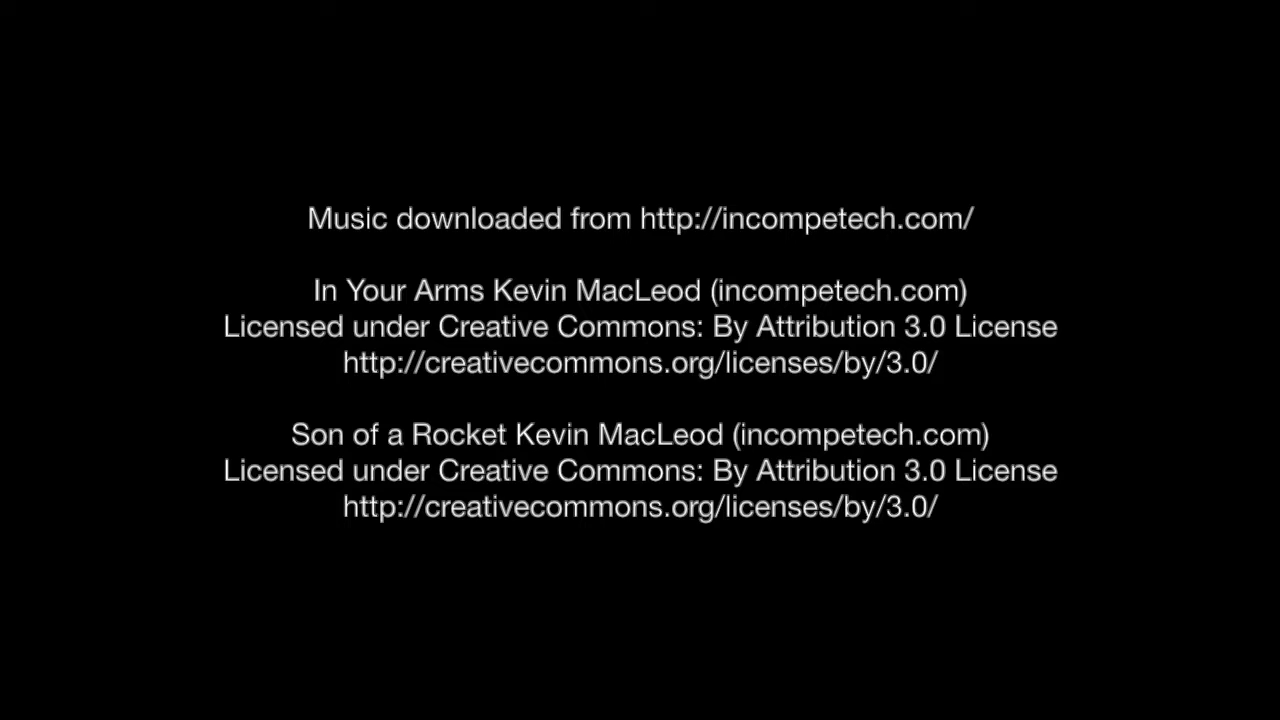 Music downloaded from http://incompetech.com/
In Your Arms Kevin MacLeod (incompetech.com)
Licensed under Creative Commons: By Attribution 3.0 License
http://creativecommons.org/licenses/by/3.0/
Son of a Rocket Kevin MacLeod (incompetech.com)
Licensed under Creative Commons: By Attribution 3.0 License
http://creativecommons.org/licenses/by/3.0/